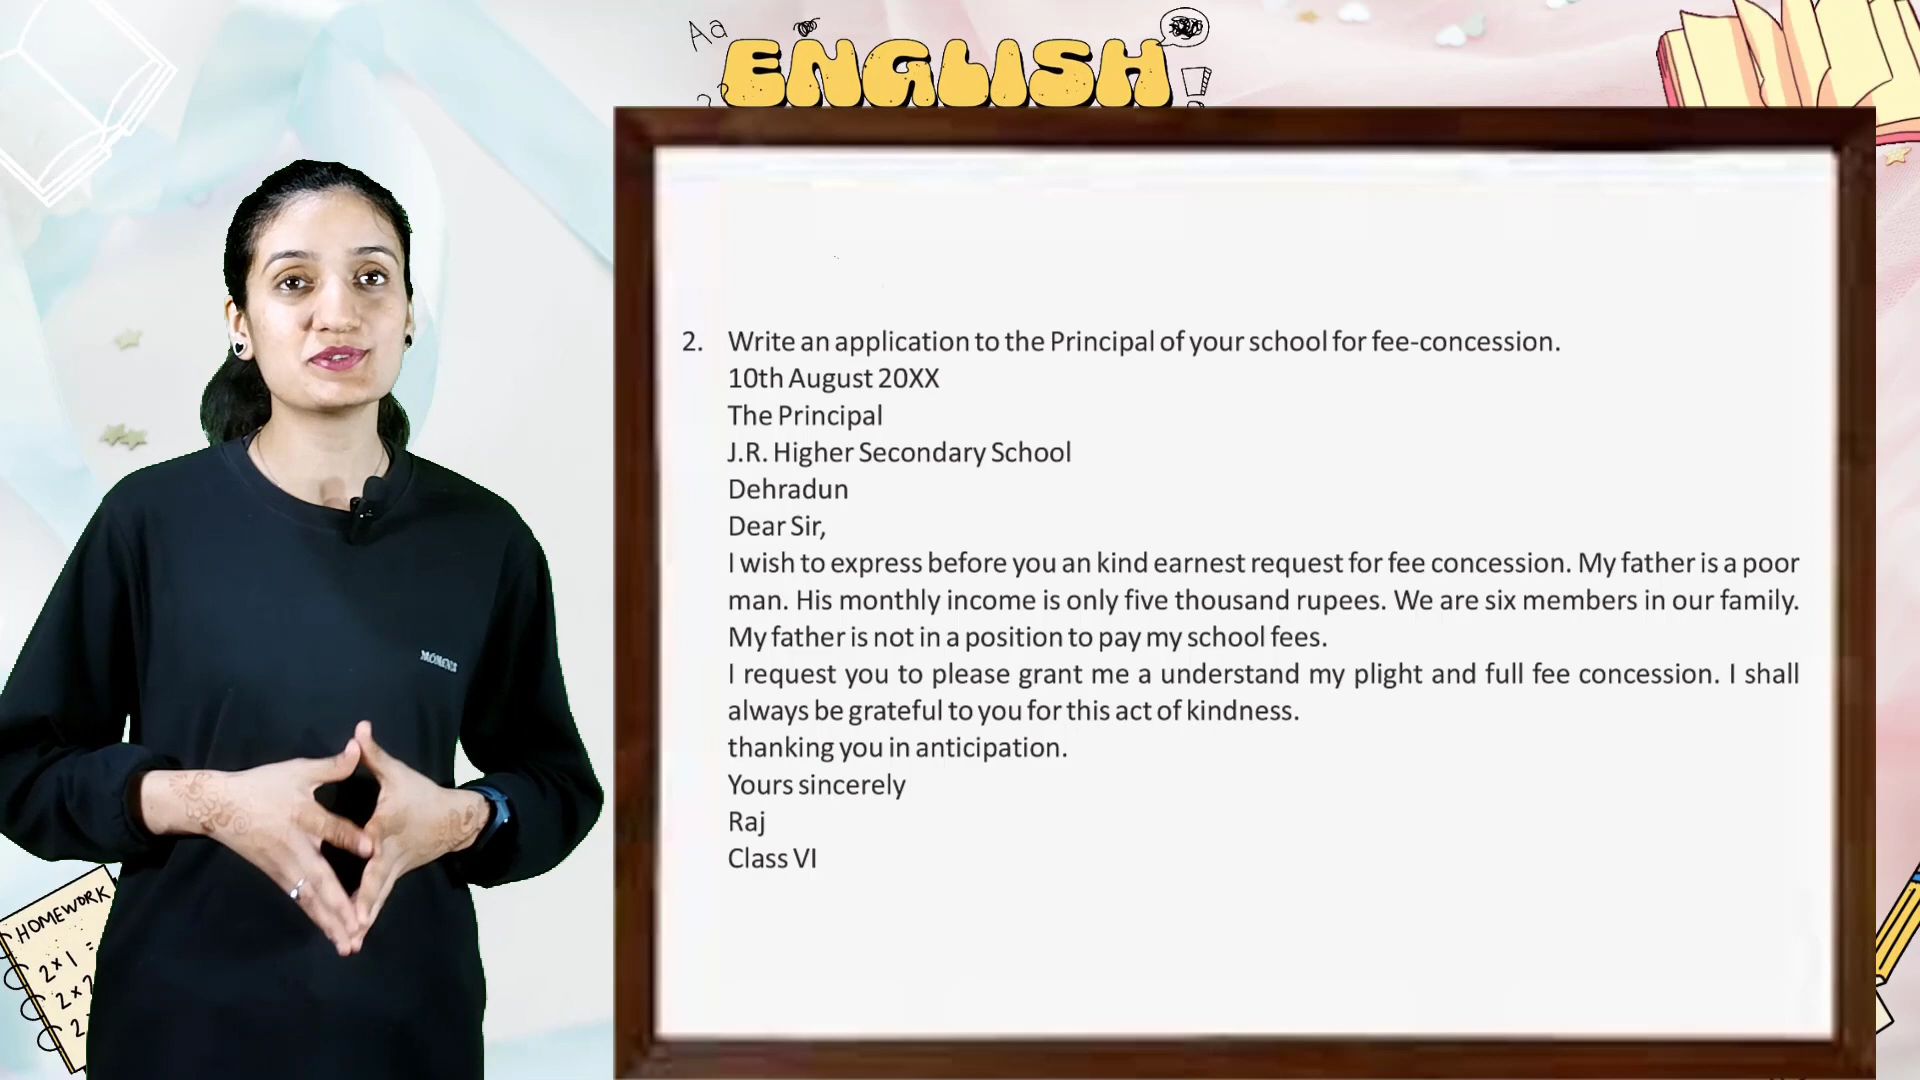 Aa
ENGLISH
2. Write an application to the Principal of your school for fee-concession.
10th August 20XX
The Principal
J.R. Higher Secondary School
Dehradun
Dear Sir,
I wish to express before you an kind earnest request for fee concession. My father is a poor
man. His monthly income is only five thousand rupees. We are six members in our family.
My father is not in a position to pay my school fees.
I request you to please grant me a understand my plight and full fee concession. I shall
always be grateful to you for this act of kindness.
thanking you in anticipation.
Yours sincerely
Raj
Class VI
HOMEWORK
2×1 =
2×2
2